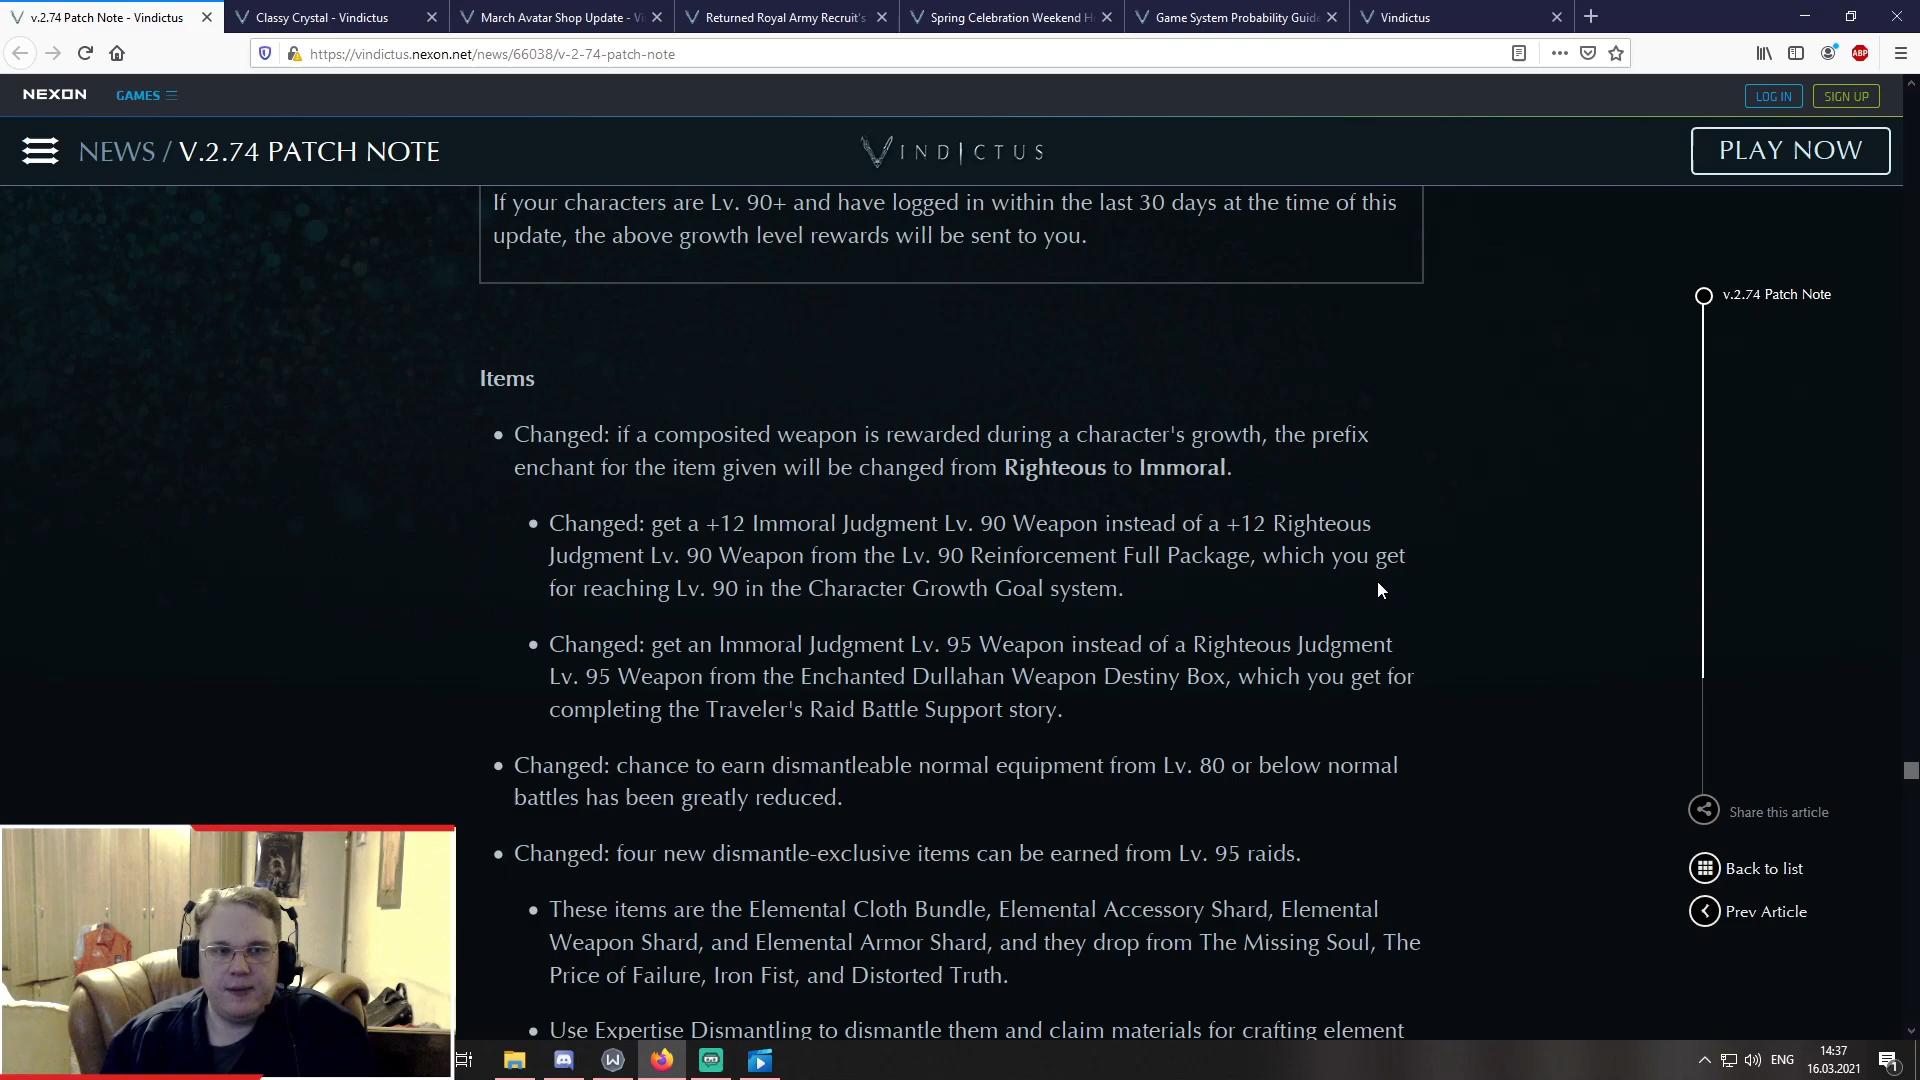 v.2.74 Patch Note - Vindictus
Classy Crystal - Vindictus
March Avatar Shop Update - Vi
Returned Royal Army Recruit's
Spring Celebration Weekend H
Game System Probability Guide
Vindictus
https://vindictus.nexon.net/news/66038/v-2-74-patch-note
ABP
NEXON
GAMES
LOG IN
SIGN UP
NEWS / V.2.74 PATCH NOTE
VINDICTUS
PLAY NOW
If your characters are Lv. 90+ and have logged in within the last 30 days at the time of this
update, the above growth level rewards will be sent to you.
v.2.74 Patch Note
Items
• Changed: if a composited weapon is rewarded during a character's growth, the prefix
enchant for the item given will be changed from Righteous to Immoral.
• Changed: get a +12 Immoral Judgment Lv. 90 Weapon instead of a +12 Righteous
Judgment Lv. 90 Weapon from the Lv. 90 Reinforcement Full Package, which you get
for reaching Lv. 90 in the Character Growth Goal system.
• Changed: get an Immoral Judgment Lv. 95 Weapon instead of a Righteous Judgment
Lv. 95 Weapon from the Enchanted Dullahan Weapon Destiny Box, which you get for
completing the Traveler's Raid Battle Support story.
• Changed: chance to earn dismantleable normal equipment from Lv. 80 or below normal
battles has been greatly reduced.
Share this article
• Changed: four new dismantle-exclusive items can be earned from Lv. 95 raids.
Back to list
• These items are the Elemental Cloth Bundle, Elemental Accessory Shard, Elemental
Weapon Shard, and Elemental Armor Shard, and they drop from The Missing Soul, The
Price of Failure, Iron Fist, and Distorted Truth.
Prev Article
• Use Expertise Dismantling to dismantle them and claim materials for crafting element
ENG
14:37
16.03.2021
1